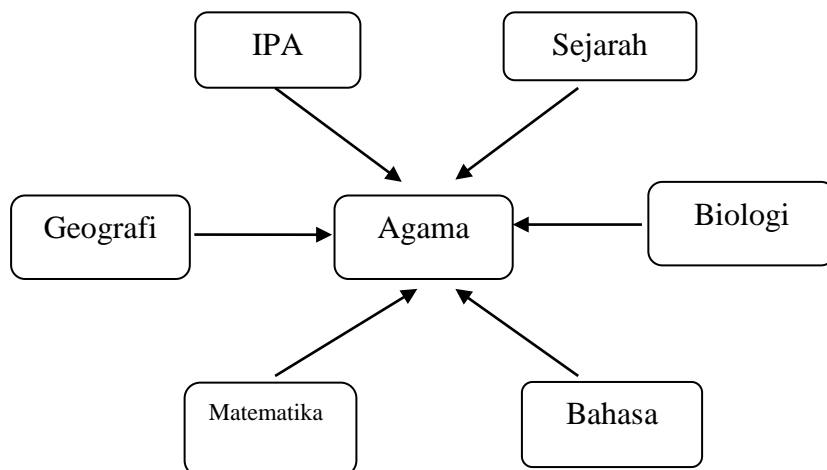 IPA
Sejarah
Geografi
Agama
Biologi
Matematika
Bahasa